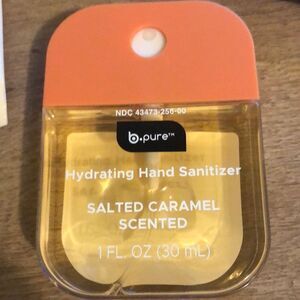 NDC 43473-256-00
b.pure™
Hydrating Hand Sanitizer
SALTED CARAMEL
SCENTED
1 FL. OZ (30 mL)